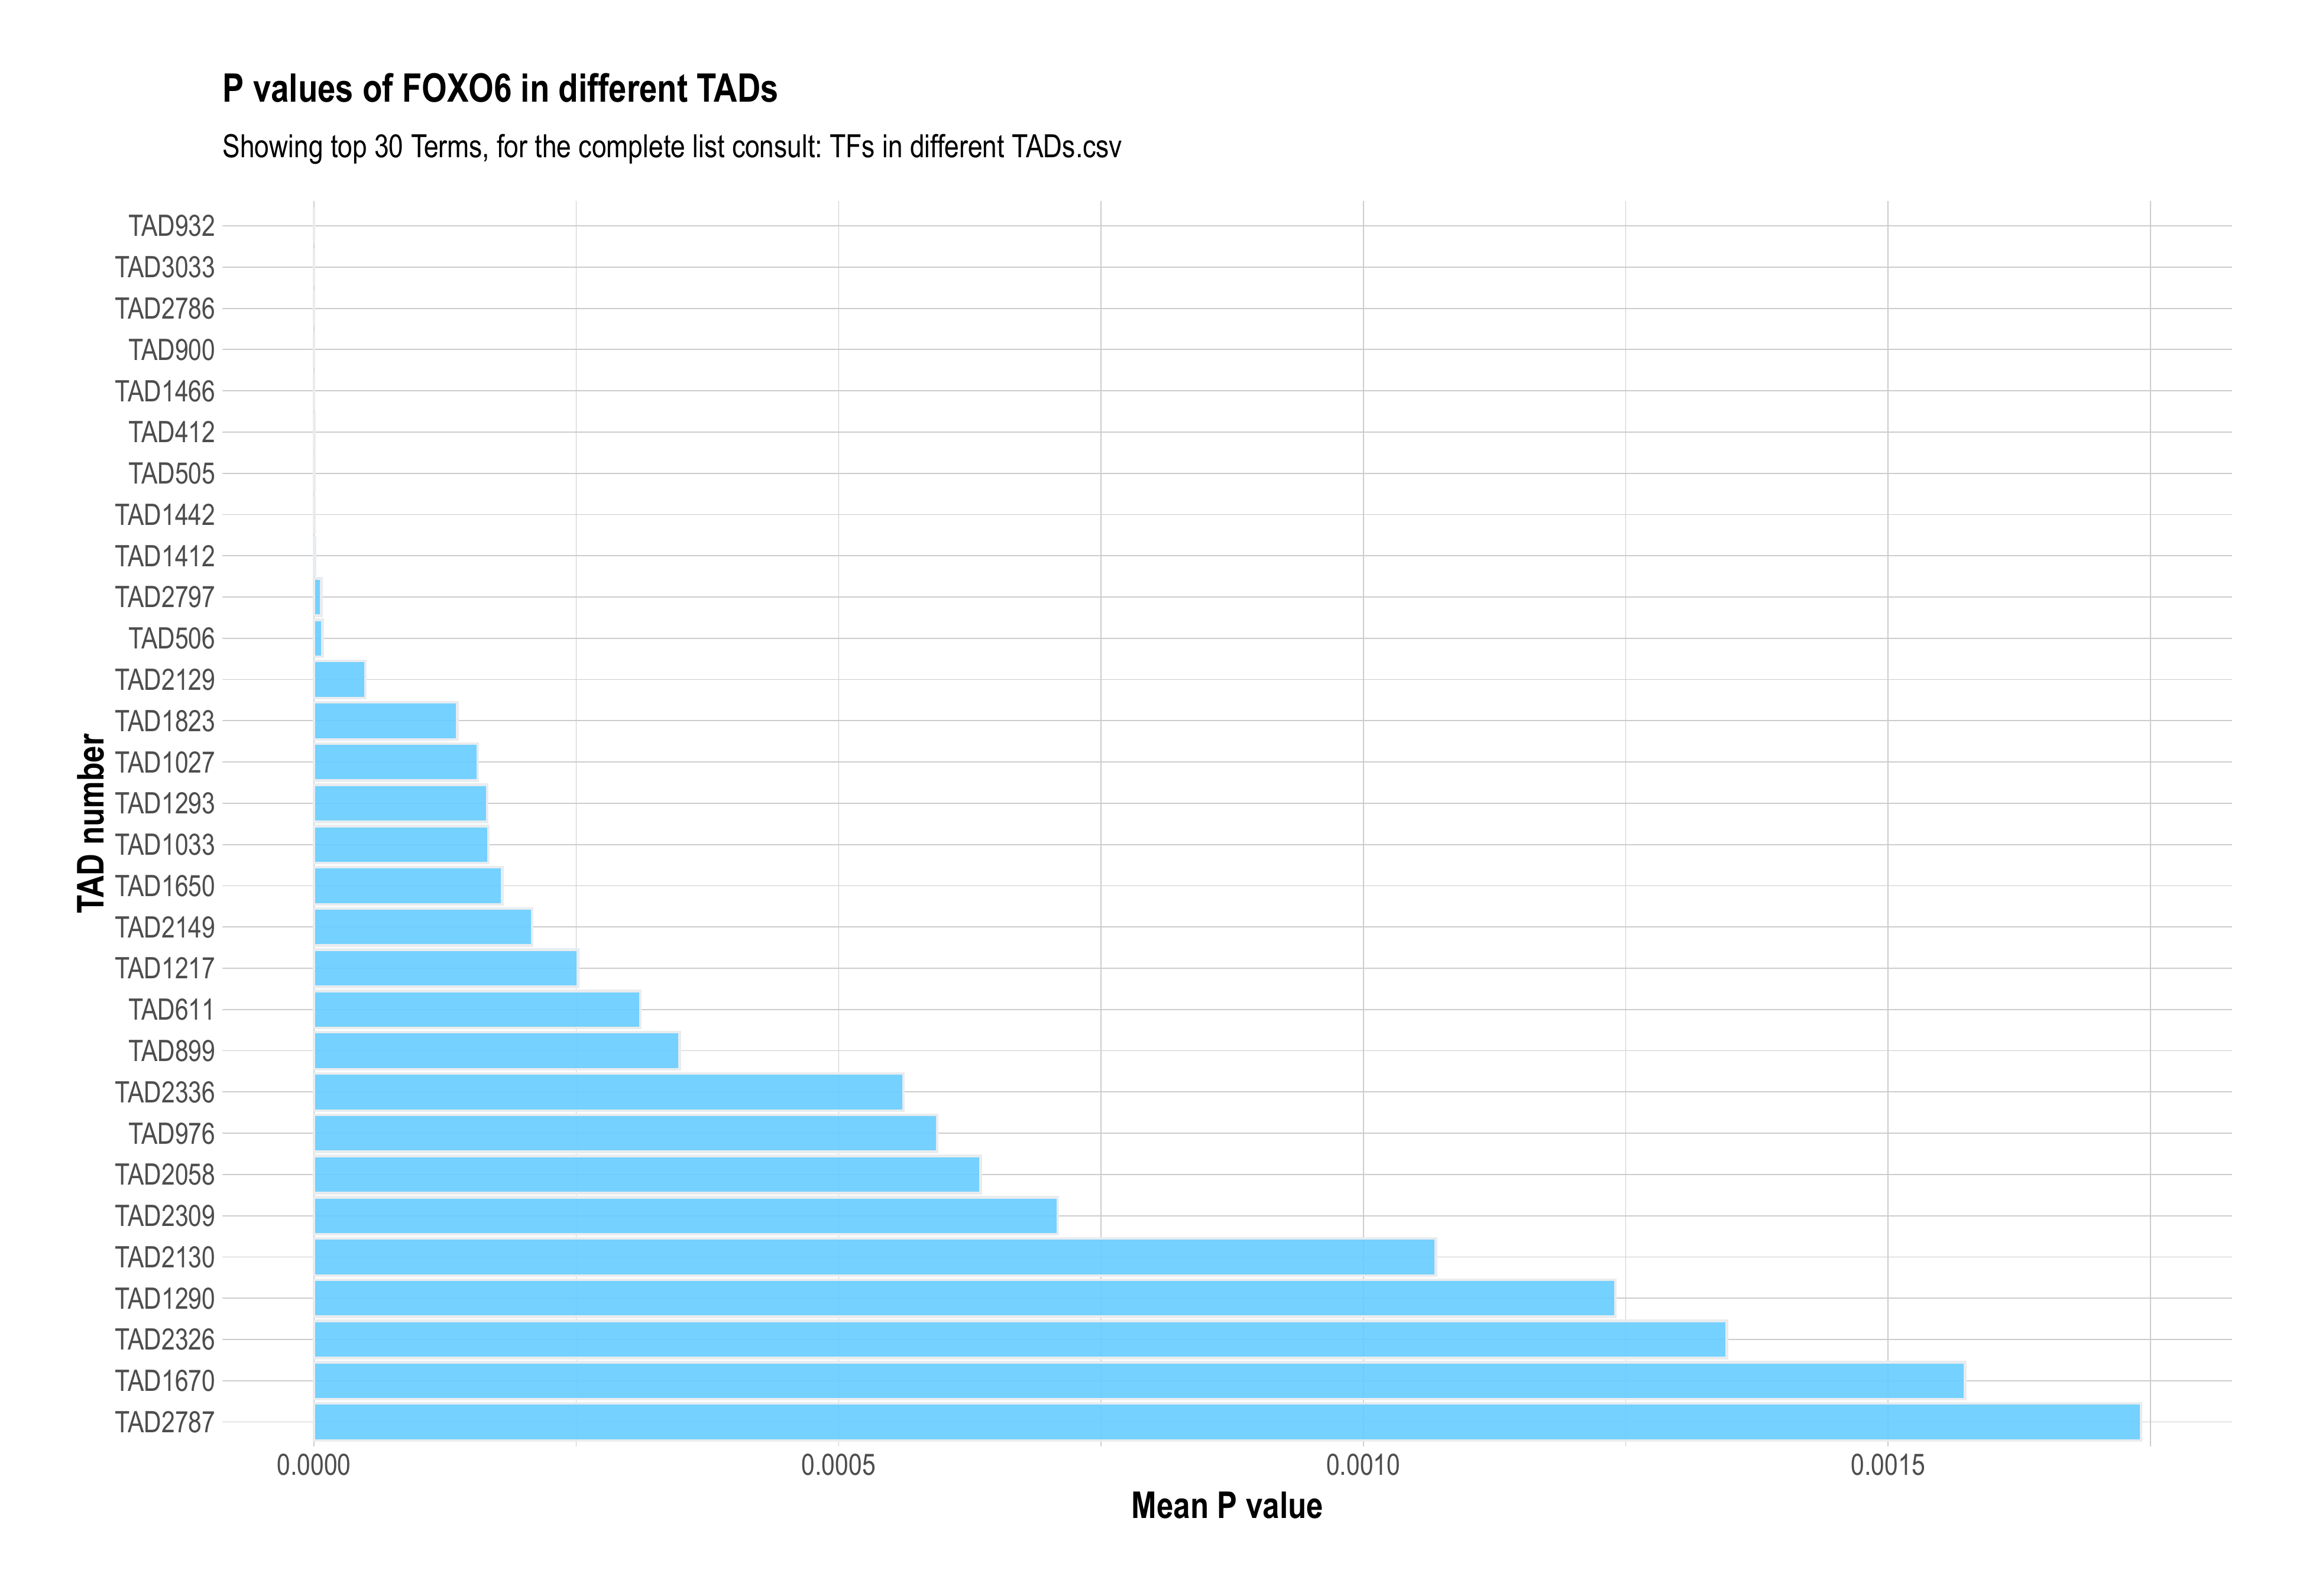 P values of FOXO6 in different TADs
Showing top 30 Terms, for the complete list consult: TFs in different TADs.csv
TAD number
TAD932
TAD3033
TAD2786
TAD900
TAD1466
TAD412
TAD505
TAD1442
TAD1412
TAD2797
TAD506
TAD2129
TAD1823
TAD1027
TAD1293
TAD1033
TAD1650
TAD2149
TAD1217
TAD611
TAD899
TAD2336
TAD976
TAD2058
TAD2309
TAD2130
TAD1290
TAD2326
TAD1670
TAD2787
0.0000 0.0005 0.0010 0.0015
Mean P value